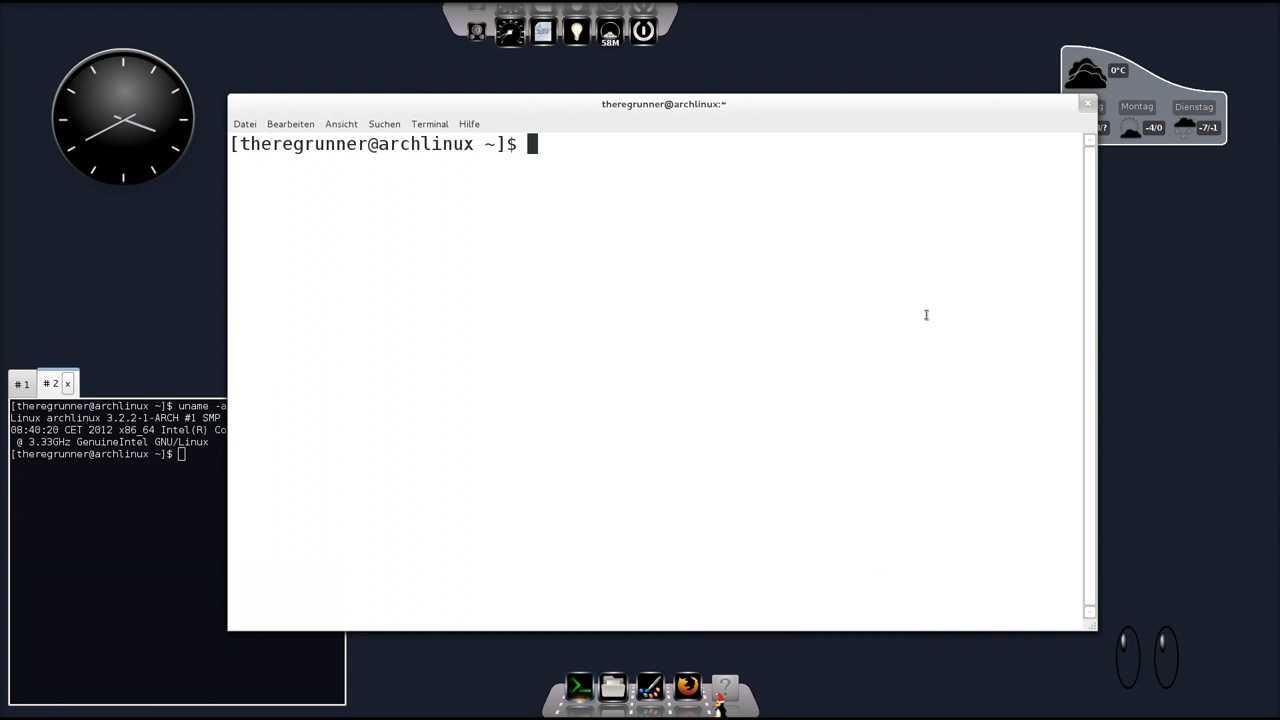 58M
0°C
Montag
Dienstag
-4/0
-7/-1
theregrunner@archlinux:~
Datei Bearbeiten Ansicht Suchen Terminal Hilfe
[theregrunner@archlinux ~]$
# 1
# 2 x
[theregrunner@archlinux ~]$ uname -a
Linux archlinux 3.2.2-1-ARCH #1 SMP
08:40:20 CET 2012 x86_64 Intel(R) Co
@ 3.33GHz GenuineIntel GNU/Linux
[theregrunner@archlinux ~]$